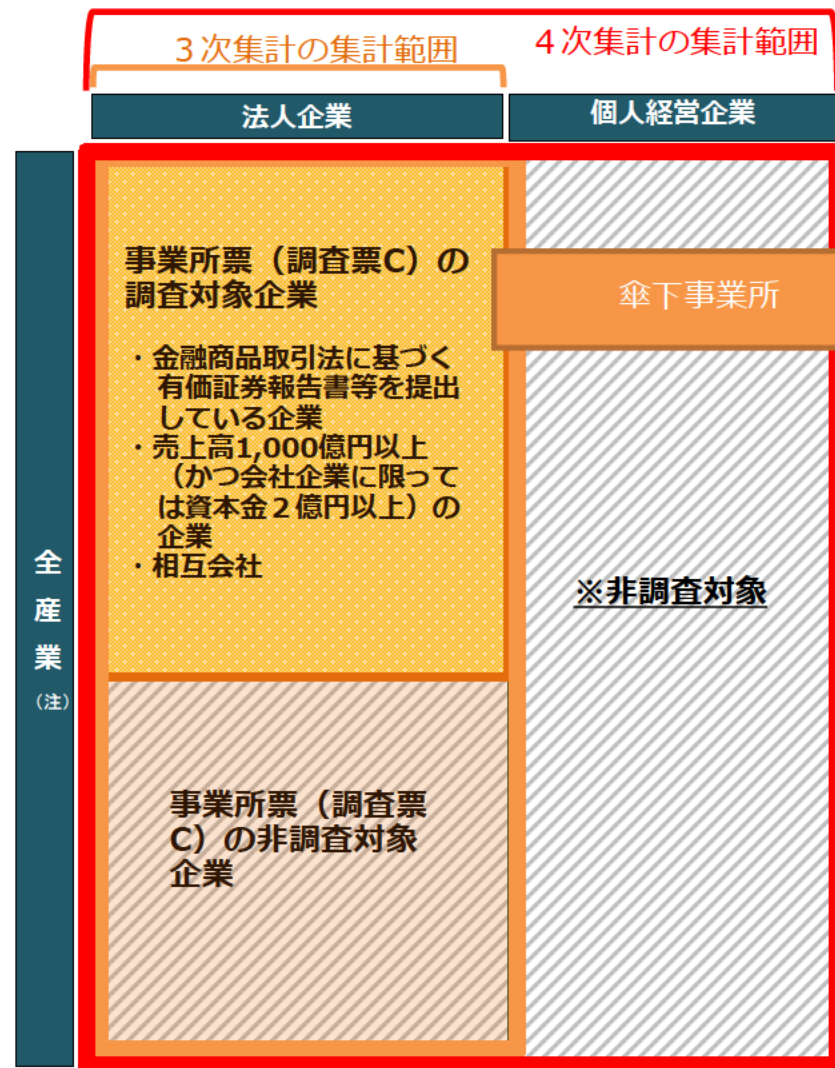 ３次集計の集計範囲
４次集計の集計範囲
法人企業
個人経営企業
全産業
（注）
事業所票（調査票C）の
調査対象企業
・金融商品取引法に基づく
有価証券報告書等を提出
している企業
・売上高1,000億円以上
（かつ会社企業に限って
は資本金２億円以上）の
企業
・相互会社
傘下事業所
※非調査対象
事業所票（調査票
C）の非調査対象
企業